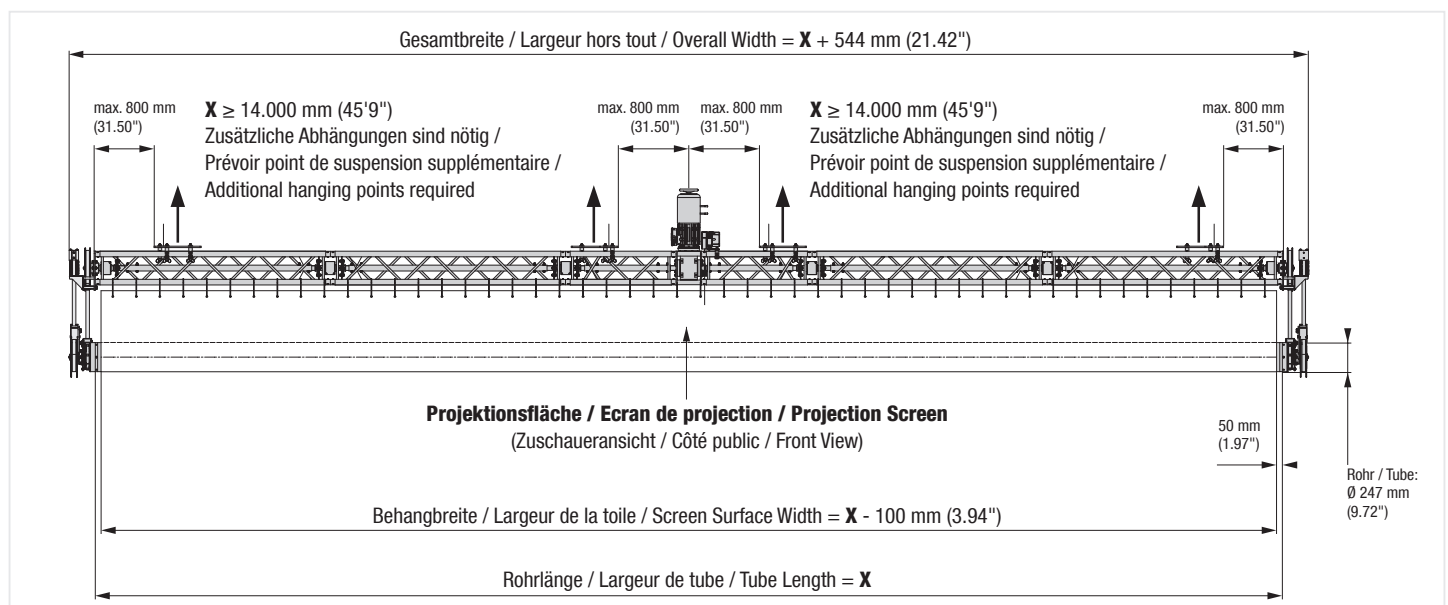 Gesamtbreite / Largeur hors tout / Overall Width = X + 544 mm (21.42")
max. 800 mm
(31.50")
X ≥ 14.000 mm (45'9")
Zusätzliche Abhängungen sind nötig /
Prévoir point de suspension supplémentaire /
Additional hanging points required
max. 800 mm
(31.50")
max. 800 mm
(31.50")
X ≥ 14.000 mm (45'9")
Zusätzliche Abhängungen sind nötig /
Prévoir point de suspension supplémentaire /
Additional hanging points required
max. 800 mm
(31.50")
Projektionsfläche / Ecran de projection / Projection Screen
(Zuschaueransicht / Côté public / Front View)
50 mm
(1.97")
Rohr / Tube:
Ø 247 mm
(9.72")
Behangbreite / Largeur de la toile / Screen Surface Width = X - 100 mm (3.94")
Rohrlänge / Largeur de tube / Tube Length = X